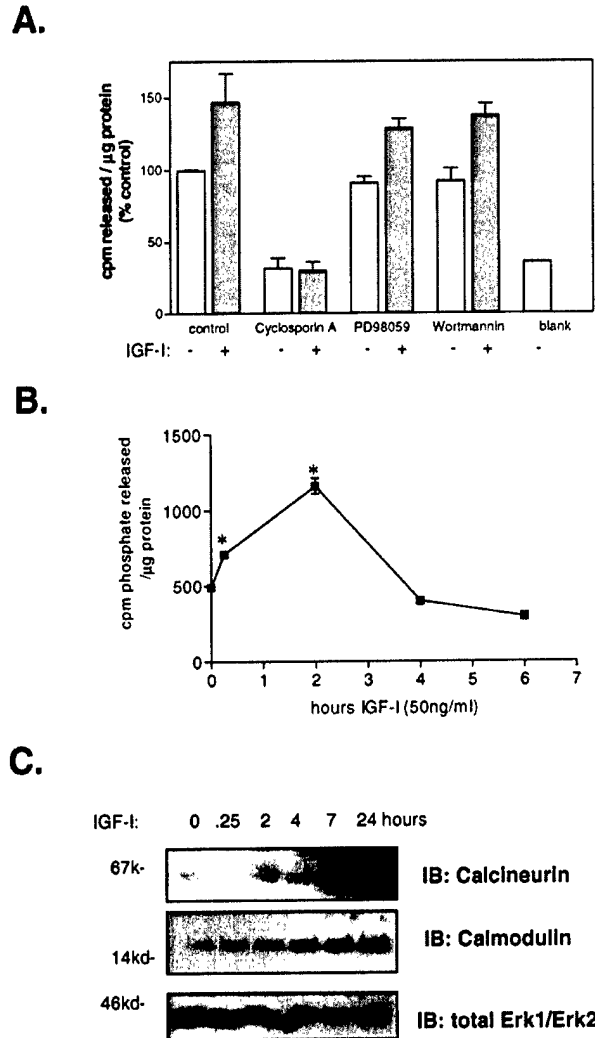 A.
cpm released / µg protein
(% control)
150
100
50
0
control Cyclosporin A PD98059 Wortmannin blank
IGF-I: - + - + - + - + -
B.
cpm phosphate released
/µg protein
1500
1000
500
0
*
*
0 1 2 3 4 5 6 7
hours IGF-I (50ng/ml)
C.
IGF-I: 0 .25 2 4 7 24 hours
67k-
IB: Calcineurin
IB: Calmodulin
14kd-
46kd-
IB: total Erk1/Erk2